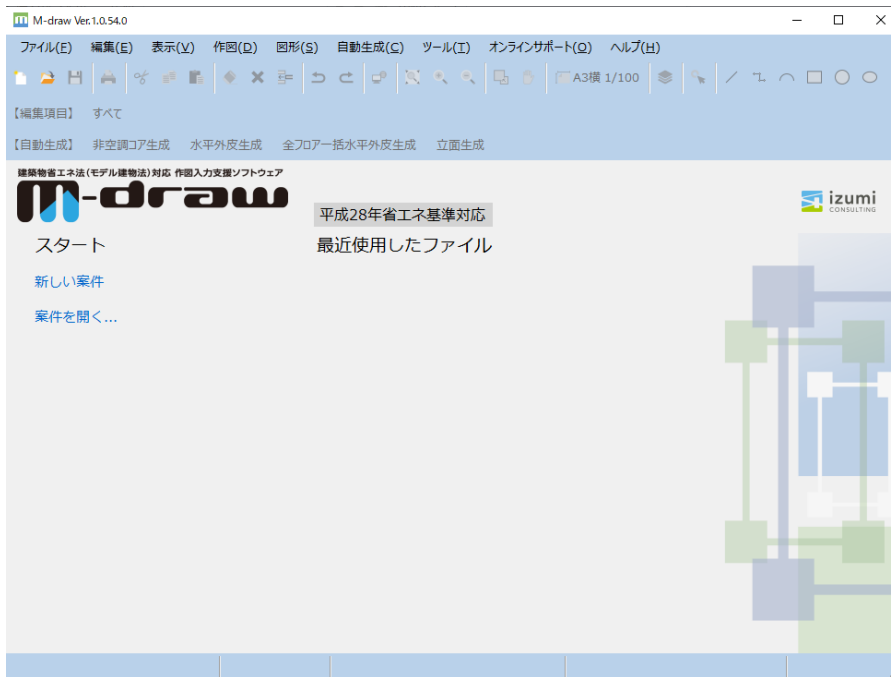 M-draw Ver.1.0.54.0
ファイル(F) 編集(E) 表示(V) 作図(D) 図形(S) 自動生成(C) ツール(T) オンラインサポート(O) ヘルプ(H)
A3横 1/100
【編集項目】 すべて
【自動生成】 非空調コア生成 水平外皮生成 全フロアー括水平外皮生成 立面生成
建築物省エネ法(モデル建物法)対応 作図入力支援ソフトウェア
m-draw
平成28年省エネ基準対応
izumi
CONSULTING
スタート 最近使用したファイル
新しい案件
案件を開く...